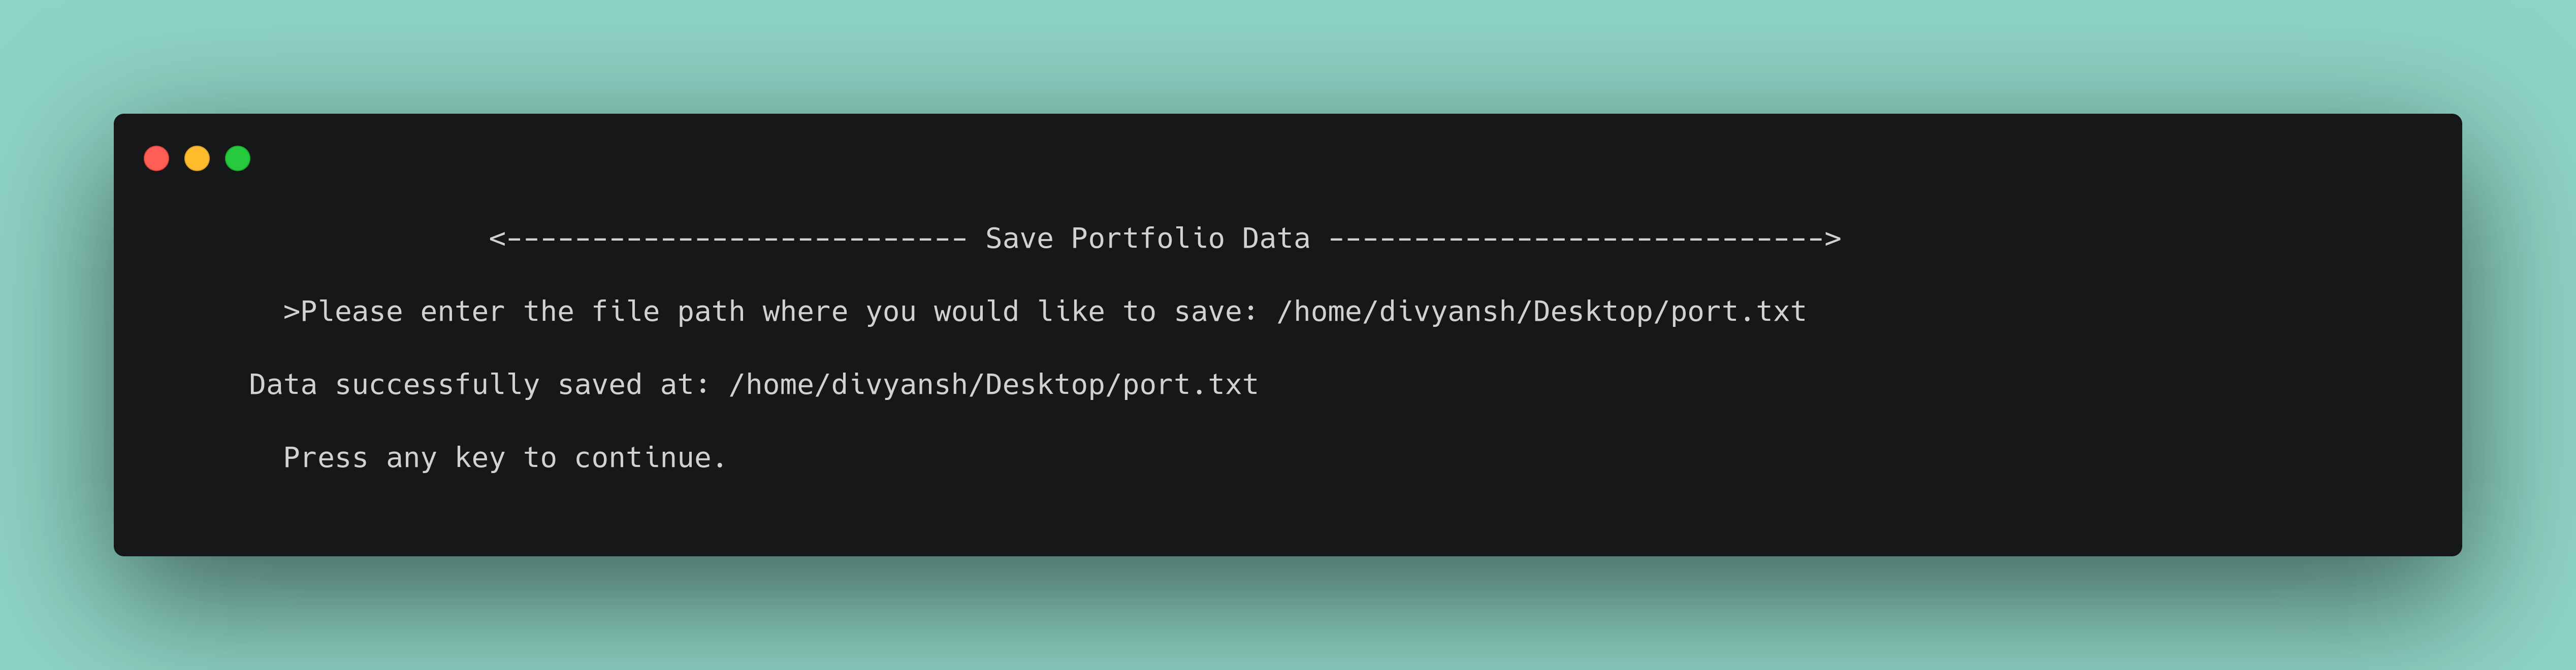 <--------------------------- Save Portfolio Data ----------------------------->
>Please enter the file path where you would like to save: /home/divyansh/Desktop/port.txt
Data successfully saved at: /home/divyansh/Desktop/port.txt
Press any key to continue.